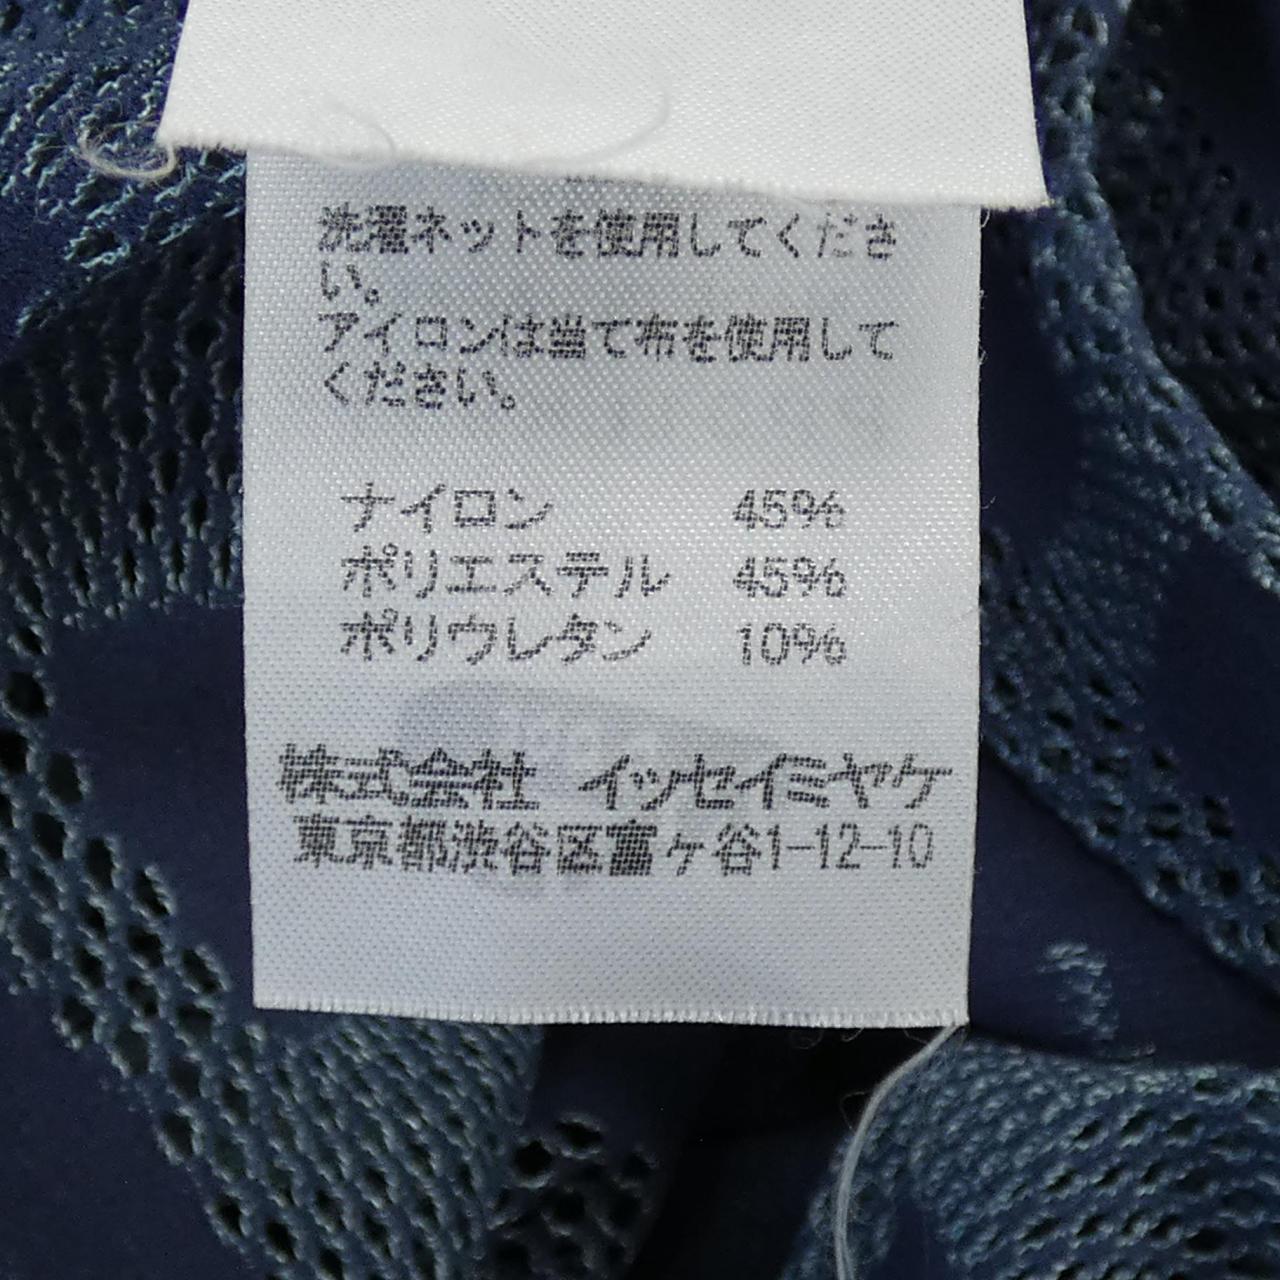 洗濯ネットを使用してくださ
い。
アイロンは当て布を使用して
ください。
ナイロン 45%
ポリエステル 45%
ポリウレタン 10%
株式会社 イッセイミヤケ
東京都渋谷区富ヶ谷1-12-10